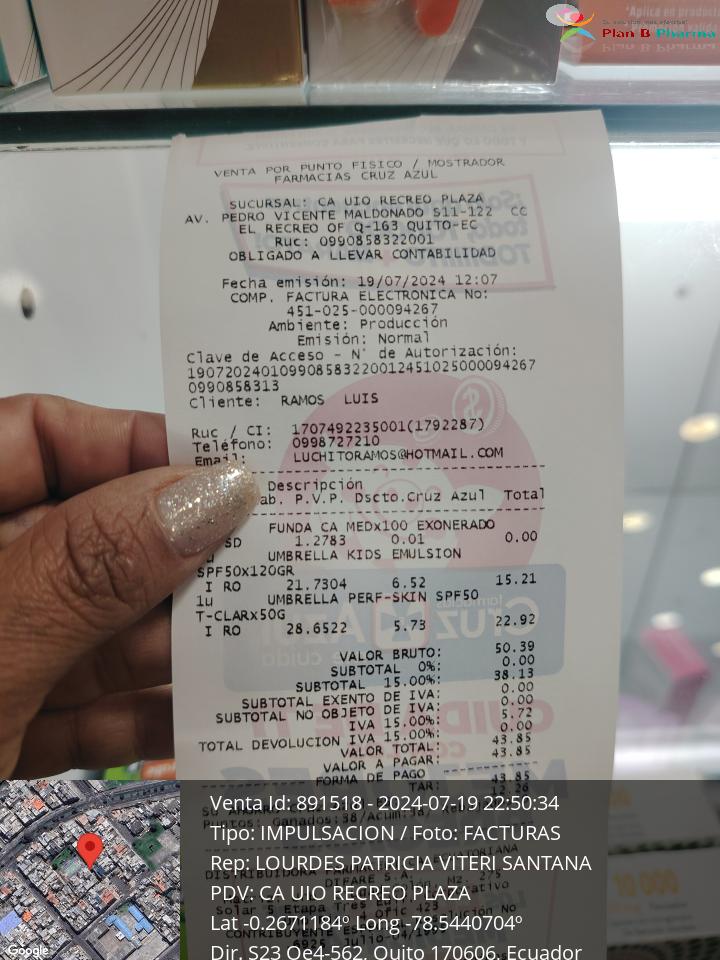 "Aplica en producto
Plan B Pharma
VENTA POR PUNTO FISICO / MOSTRADOR
FARMACIAS CRUZ AZUL
SUCURSAL: CA UIO RECREO PLAZA
AV. PEDRO VICENTE MALDONADO S11-122 CC
EL RECREO OF Q-163 QUITO-EC
Ruc: 0990858322001
OBLIGADO A LLEVAR CONTABILIDAD
Fecha emisión: 19/07/2024 12:07
COMP. FACTURA ELECTRONICA No:
451-025-000094267
Ambiente: Producción
Emisión: Normal
Clave de Acceso - N° de Autorización:
190720240109908583220012451025000094267
0990858313
Cliente: RAMOS LUIS
Ruc / CI: 1707492235001(1792287)
Teléfono: 0998727210
Email: LUCHITORAMOS@HOTMAIL.COM
Descripción
ab. P.V.P. Dscto.Cruz Azul Total
FUNDA CA MEDx100 EXONERADO
SD 1.2783 0.01 0.00
UMBRELLA KIDS EMULSION
SPF50x120GR
I RO 21.7304 6.52 15.21
1u UMBRELLA PERF-SKIN SPF50
T-CLARx50G
I RO 28.6522 5.73 22.92
VALOR BRUTO: 50.39
SUBTOTAL 0%: 0.00
SUBTOTAL 15.00%: 38.13
SUBTOTAL EXENTO DE IVA: 0.00
SUBTOTAL NO OBJETO DE IVA: 0.00
IVA 15.00%: 5.72
TOTAL DEVOLUCION IVA 15.00%: 0.00
VALOR TOTAL: 43.85
VALOR A PAGAR: 43.85
FORMA DE PAGO
TAR: 43.85
12.26
Venta Id: 891518 - 2024-07-19 22:50:34
Tipo: IMPULSACION / Foto: FACTURAS
Rep: LOURDES PATRICIA VITERI SANTANA
PDV: CA UIO RECREO PLAZA
Lat -0.2671184º Long -78.5440704º
Dir. S23 Oe4-562, Quito 170606, Ecuador
Google